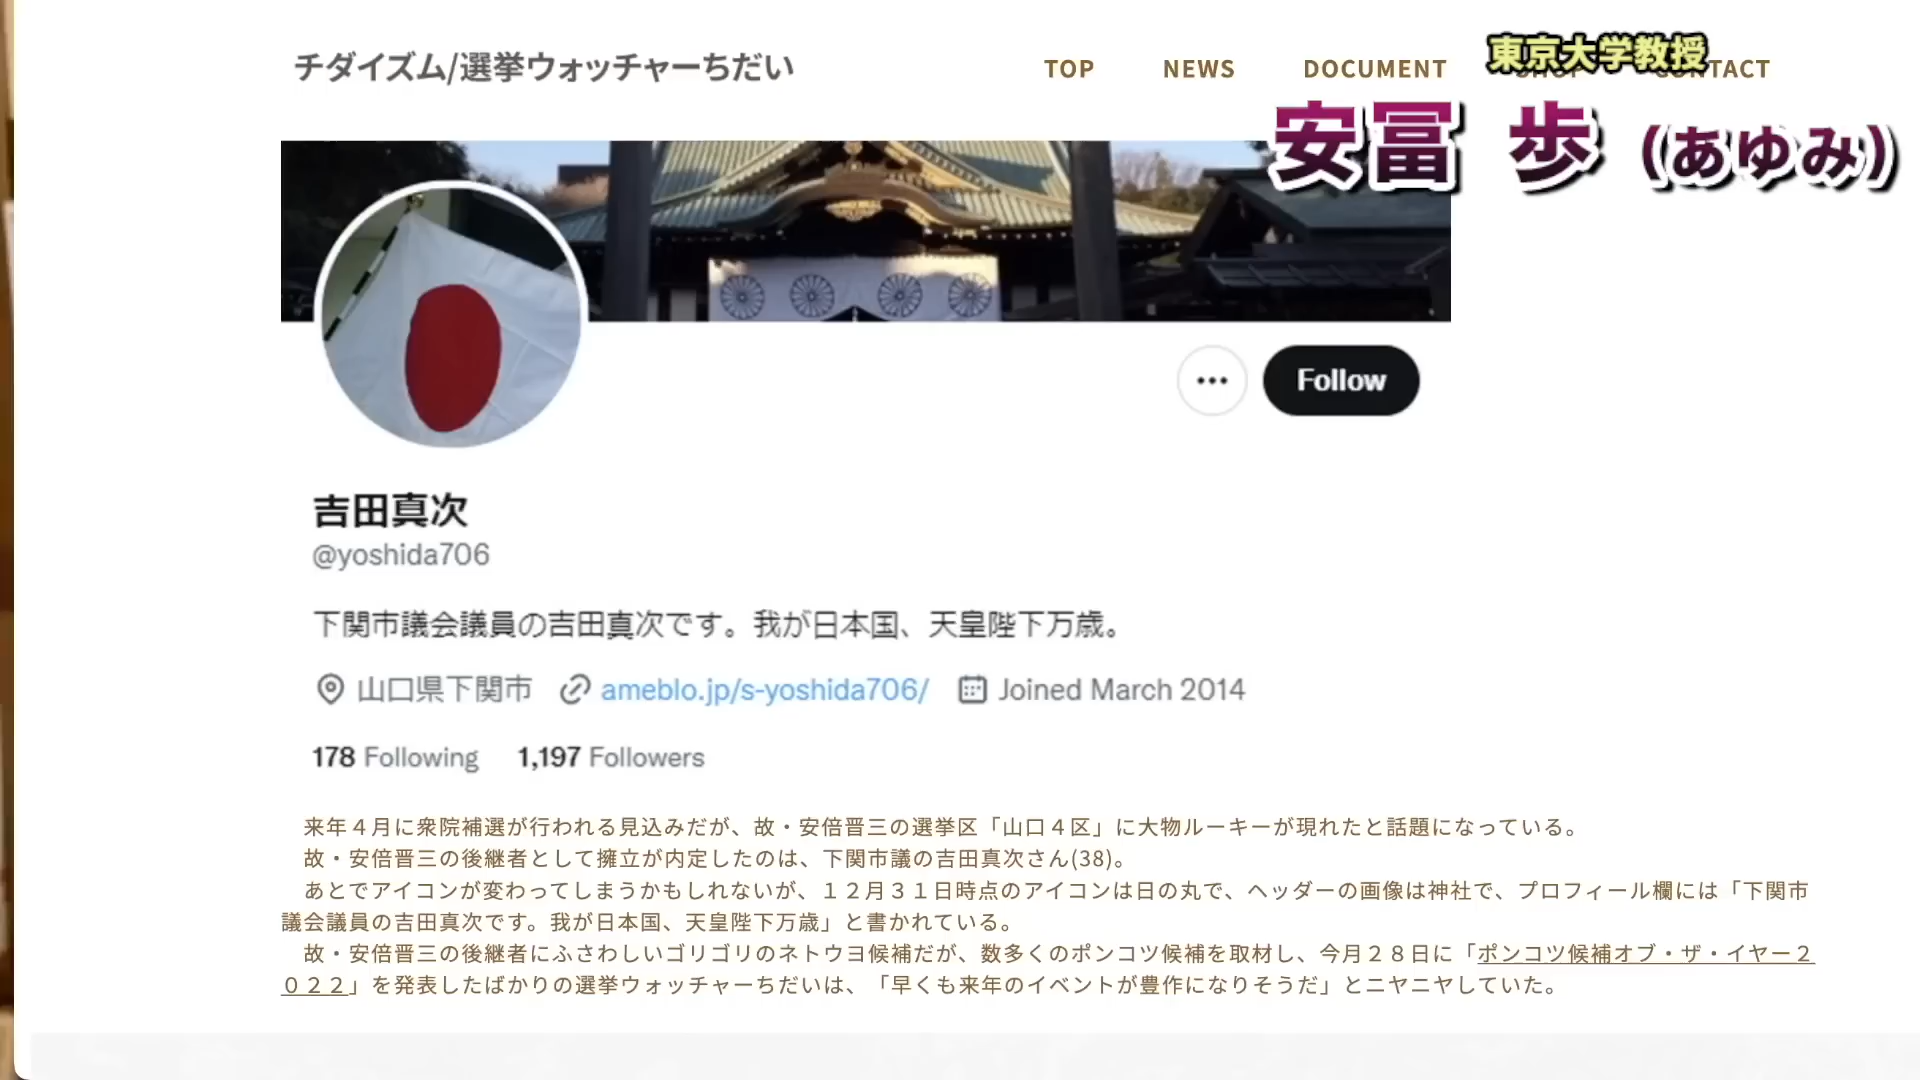 チダイズム/選挙ウォッチャーちだい
TOP NEWS DOCUMENT SHOP CONTACT
東京大学教授
安冨 歩 (あゆみ)
Follow
吉田真次
@yoshida706
下関市議会議員の吉田真次です。我が日本国、天皇陛下万歳。
山口県下関市 ameblo.jp/s-yoshida706/ Joined March 2014
178 Following 1,197 Followers
来年４月に衆院補選が行われる見込みだが、故・安倍晋三の選挙区「山口４区」に大物ルーキーが現れたと話題になっている。
故・安倍晋三の後継者として擁立が内定したのは、下関市議の吉田真次さん(38)。
あとでアイコンが変わってしまうかもしれないが、１２月３１日時点のアイコンは日の丸で、ヘッダーの画像は神社で、プロフィール欄には「下関市
議会議員の吉田真次です。我が日本国、天皇陛下万歳」と書かれている。
故・安倍晋三の後継者にふさわしいゴリゴリのネトウヨ候補だが、数多くのポンコツ候補を取材し、今月２８日に「ポンコツ候補オブ・ザ・イヤー２
０２２」を発表したばかりの選挙ウォッチャーちだいは、「早くも来年のイベントが豊作になりそうだ」とニヤニヤしていた。